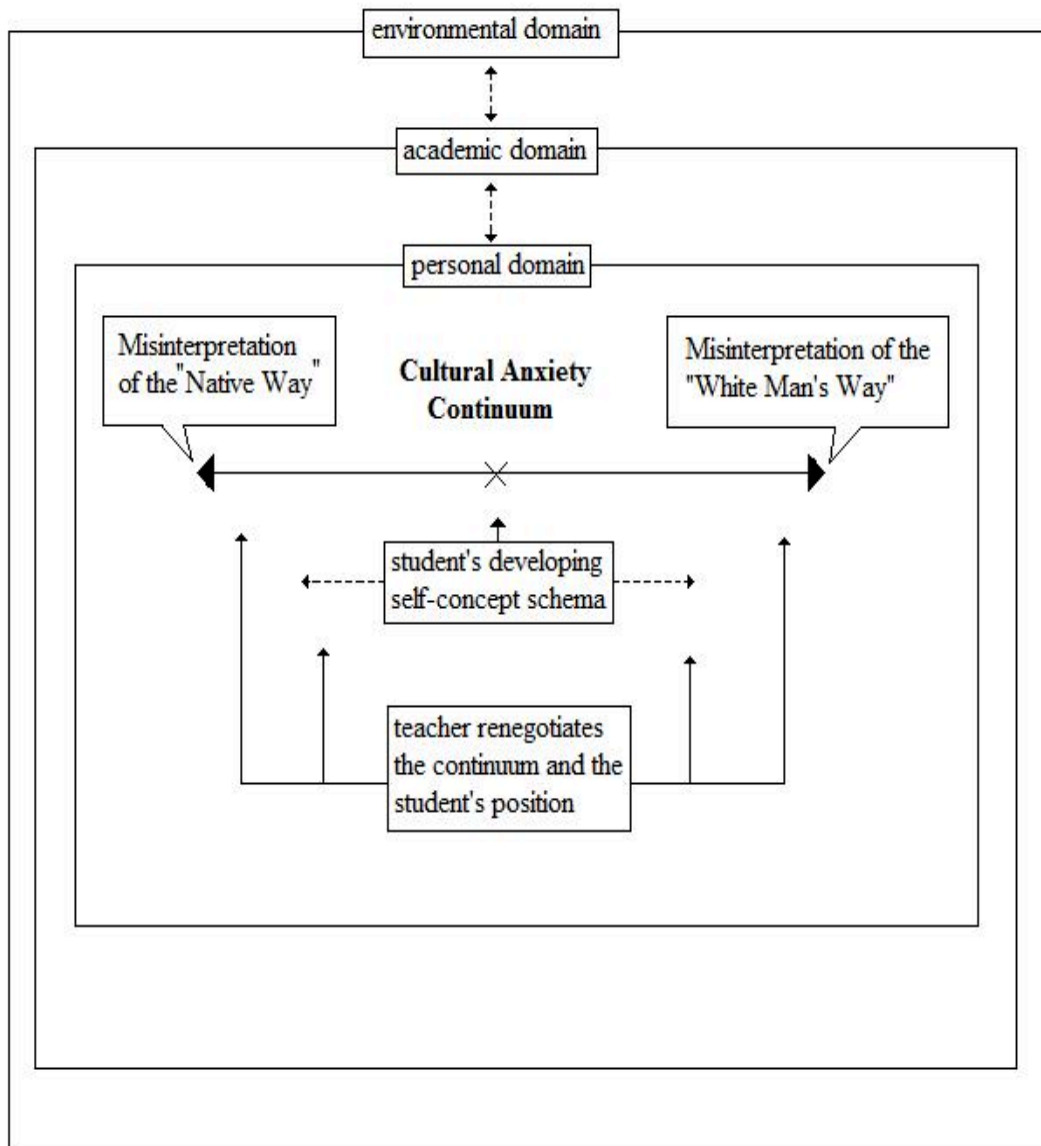 environmental domain
academic domain
personal domain
Misinterpretation
of the "Native Way"
Cultural Anxiety
Continuum
Misinterpretation of the
"White Man's Way"
student's developing
self-concept schema
teacher renegotiates
the continuum and the
student's position